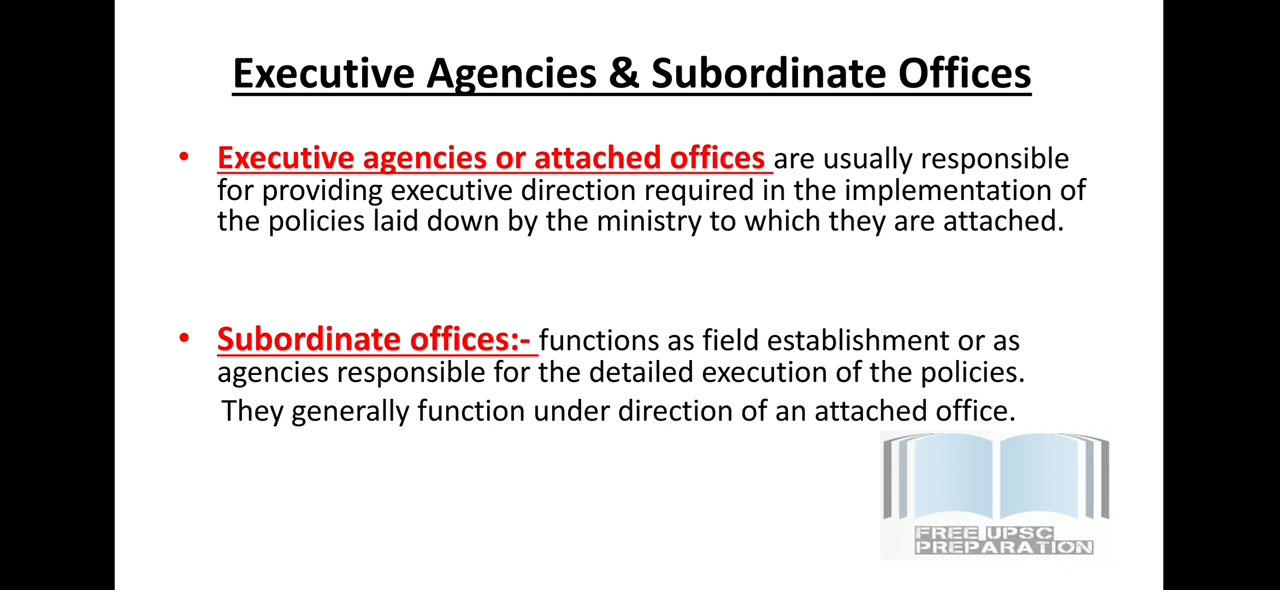 Executive Agencies & Subordinate Offices
• Executive agencies or attached offices are usually responsible
for providing executive direction required in the implementation of
the policies laid down by the ministry to which they are attached.
• Subordinate offices:- functions as field establishment or as
agencies responsible for the detailed execution of the policies.
They generally function under direction of an attached office.
FREE UPSC
PREPARATION